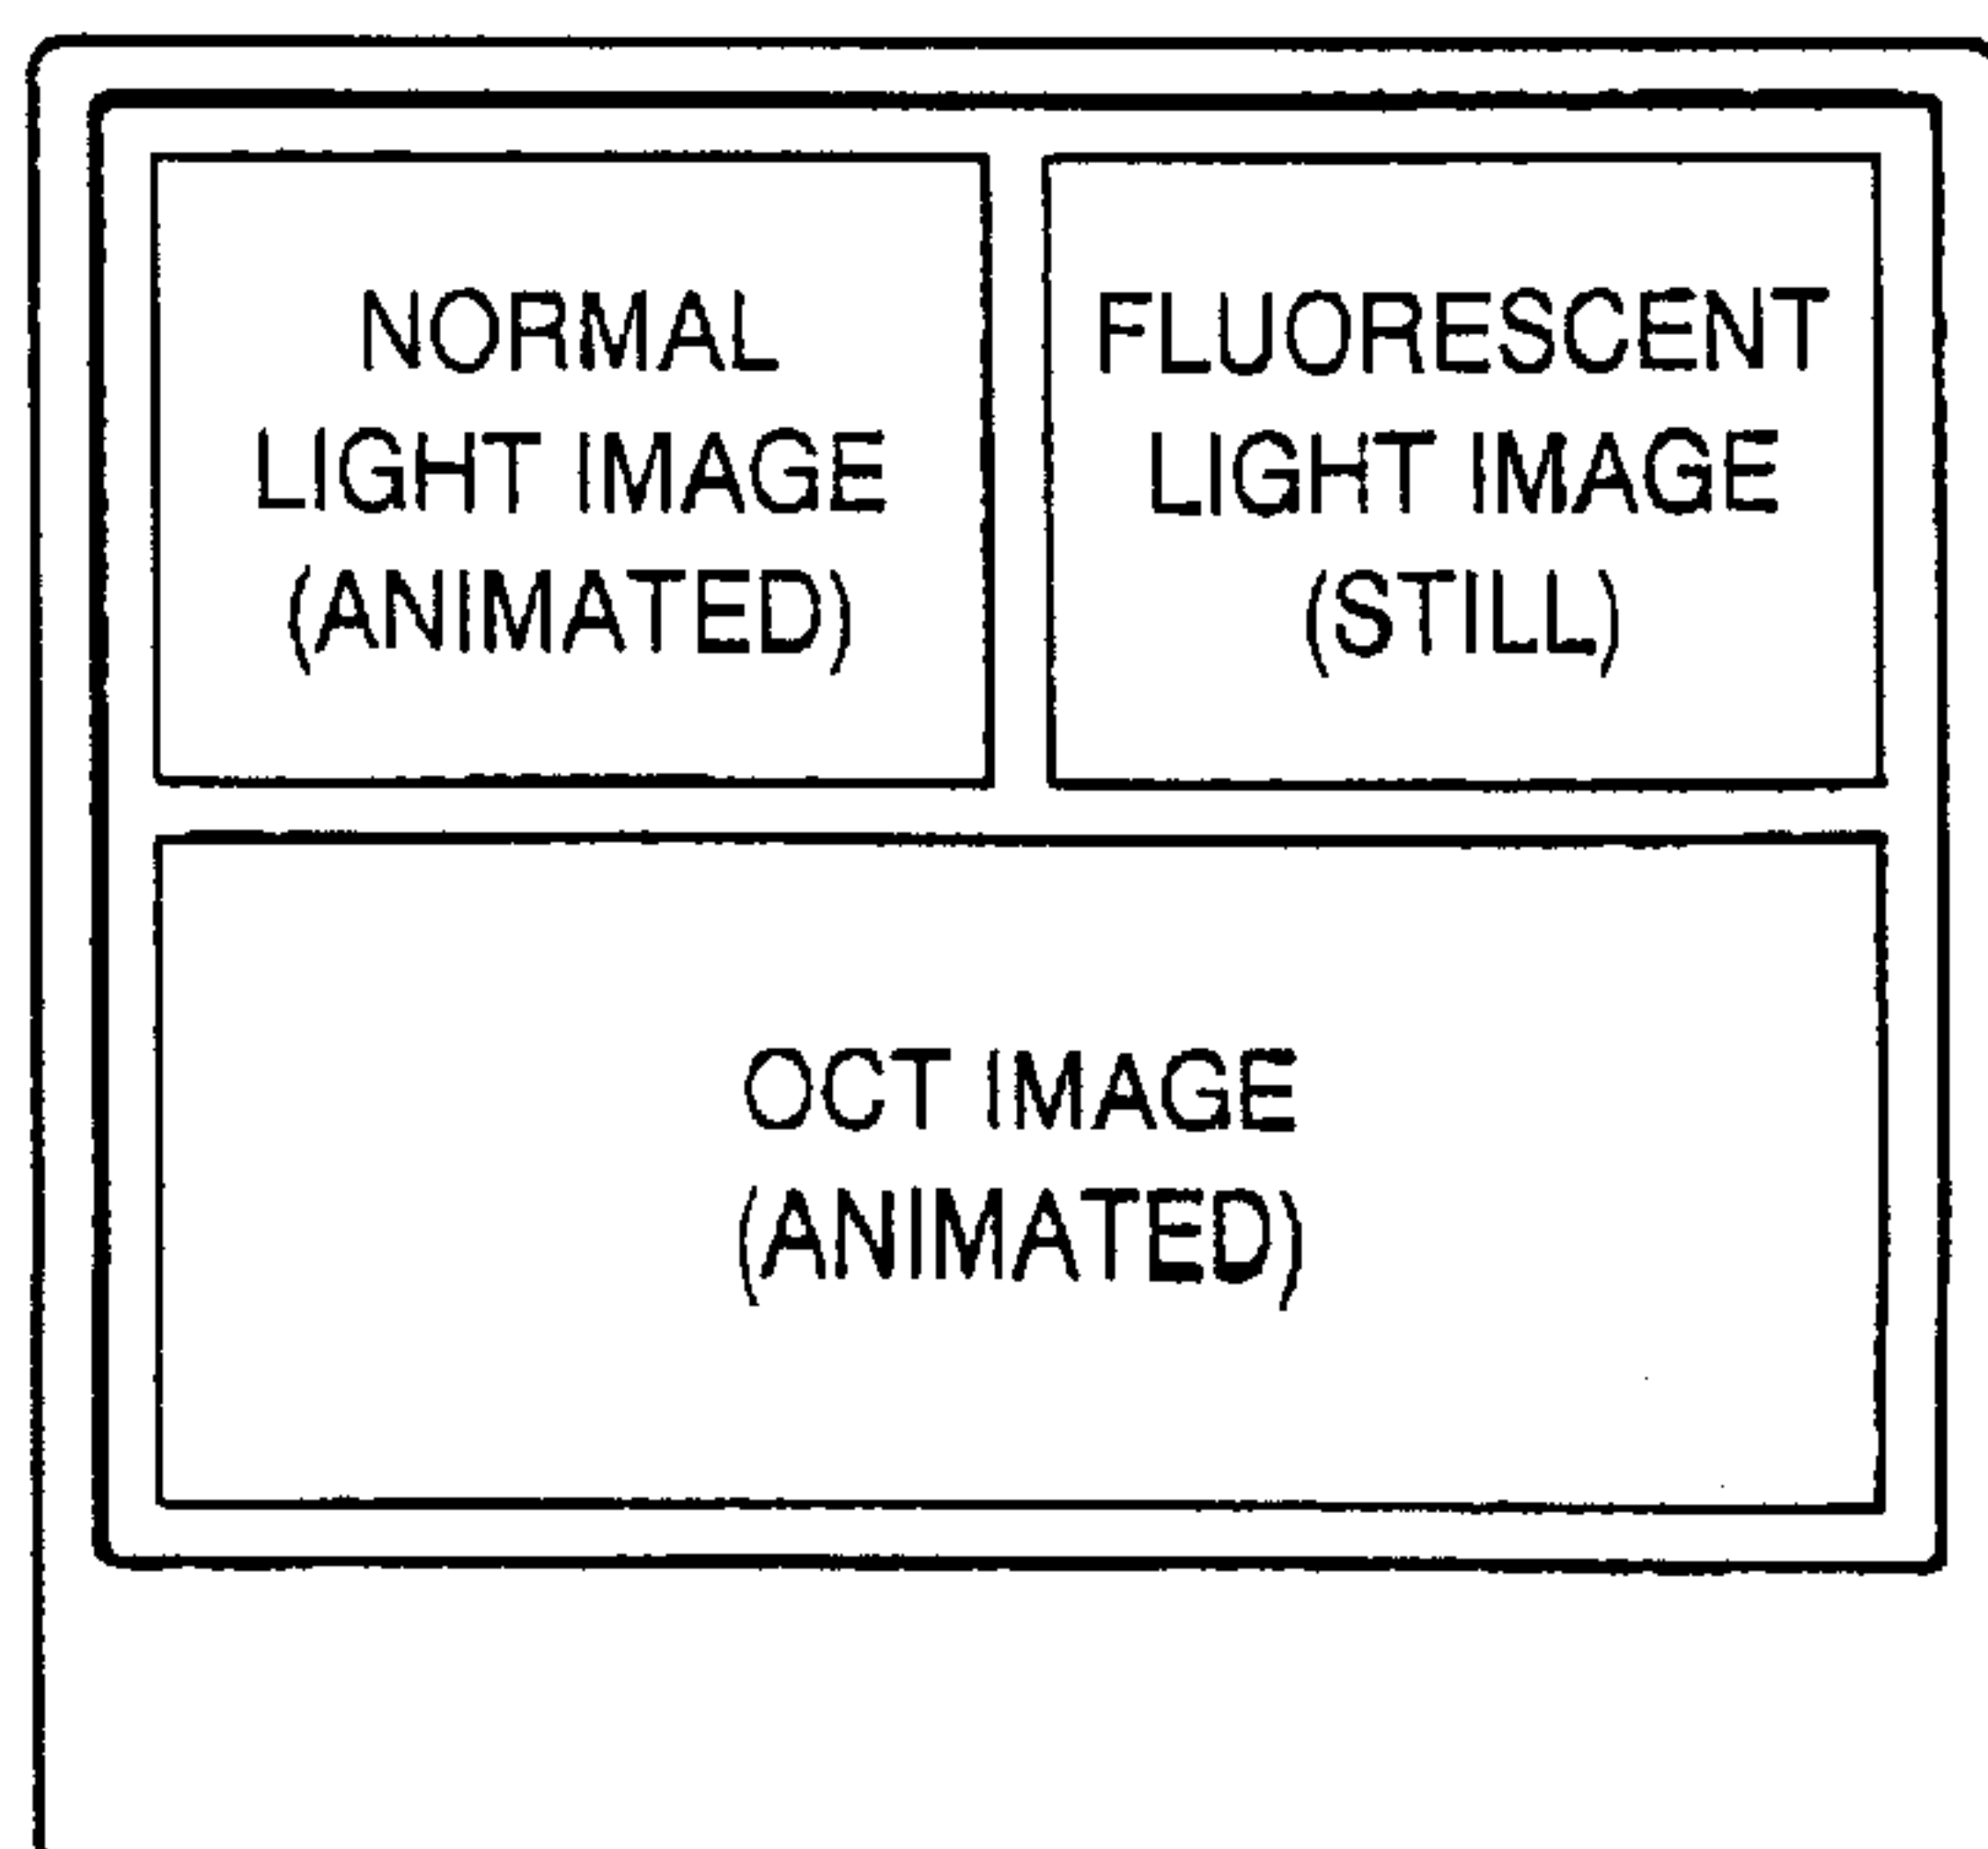 NORMAL
LIGHT IMAGE
(ANIMATED)
FLUORESCENT
LIGHT IMAGE
(STILL)
OCT IMAGE
(ANIMATED)